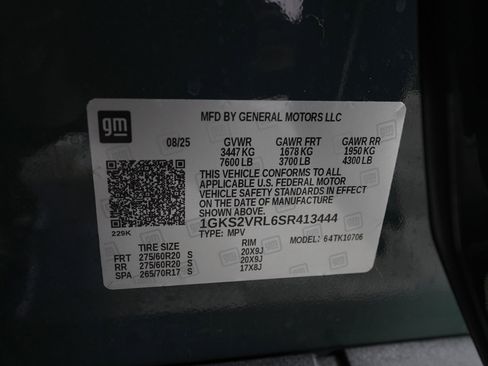 gm
MFD BY GENERAL MOTORS LLC
08/25 GVWR GAWR FRT GAWR RR
3447 KG 1678 KG 1950 KG
7600 LB 3700 LB 4300 LB
THIS VEHICLE CONFORMS TO ALL
APPLICABLE U.S. FEDERAL MOTOR
VEHICLE SAFETY STANDARDS IN EFFECT
ON THE DATE OF MANUFACTURE
SHOWN ABOVE.
1GKS2VRL6SR413444
229K TYPE: MPV MODEL: 64TK10706
TIRE SIZE RIM
FRT 275/60R20 S 20X9J
RR 275/60R20 S 20X9J
SPA 265/70R17 S 17X8J